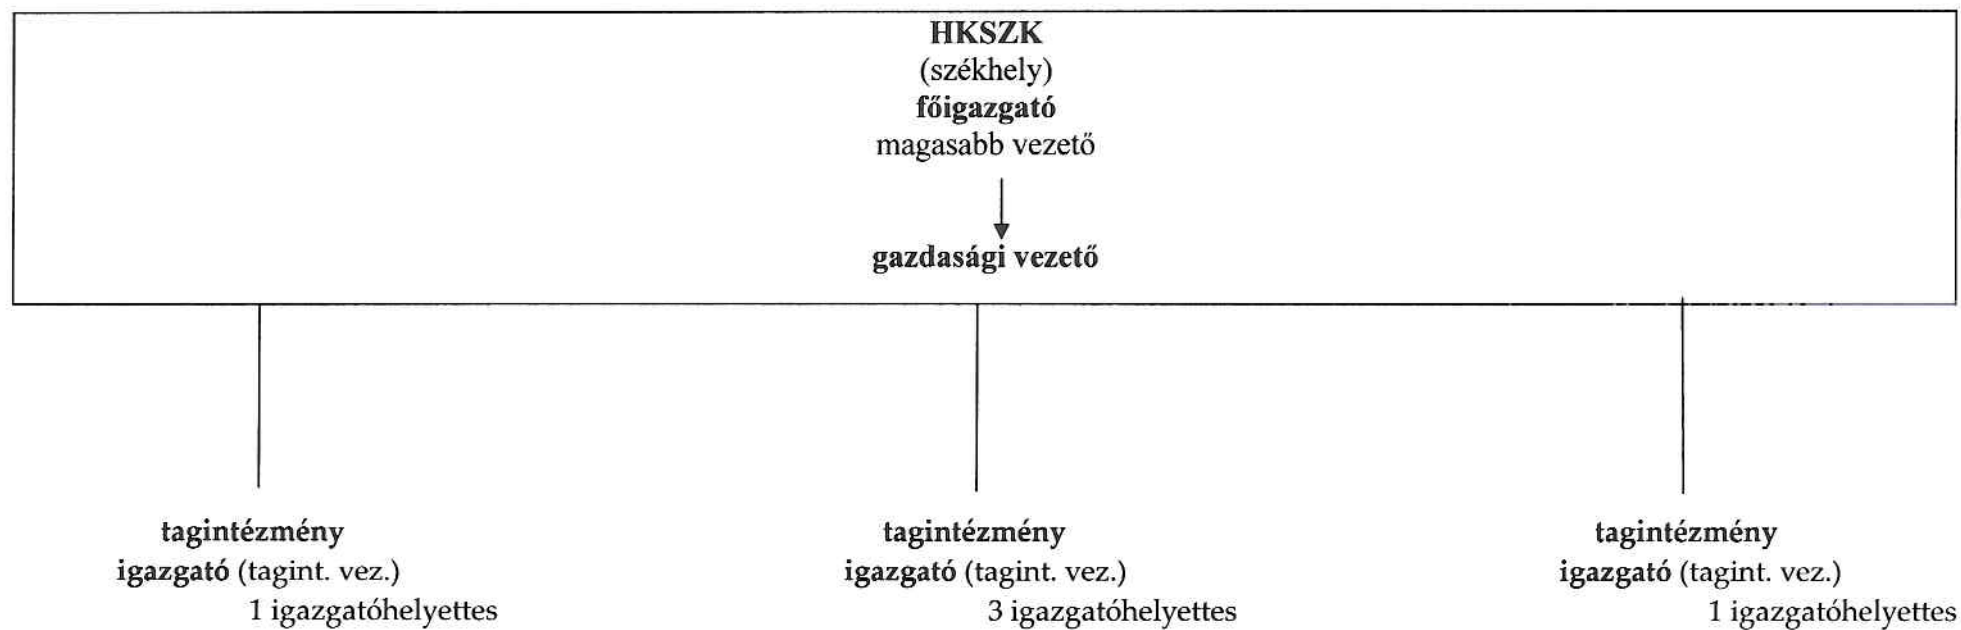 HKSZK
(székhely)
főigazgató
magasabb vezető
gazdasági vezető
tagintézmény
igazgató (tagint. vez.)
1 igazgatóhelyettes
tagintézmény
igazgató (tagint. vez.)
3 igazgatóhelyettes
tagintézmény
igazgató (tagint. vez.)
1 igazgatóhelyettes